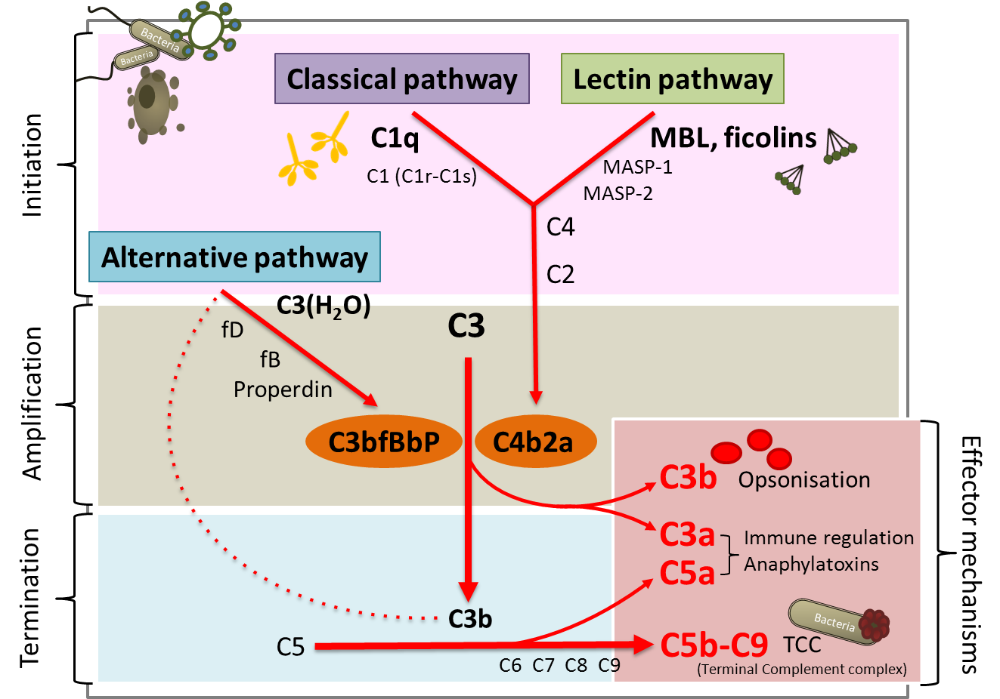 Bacteria
Bacteria
Classical pathway
Lectin pathway
C1q
MBL, ficolins
C1 (C1r-C1s)
MASP-1
MASP-2
C4
C2
Initiation
Alternative pathway
C3(H2O)
fD
fB
Properdin
C3
Amplification
C3bfBbP
C4b2a
C3b Opsonisation
C3a
Immune regulation
Anaphylatoxins
C5a
Effector mechanisms
Termination
C3b
C5
C6 C7 C8 C9
C5b-C9 TCC
(Terminal Complement complex)
Bacteria